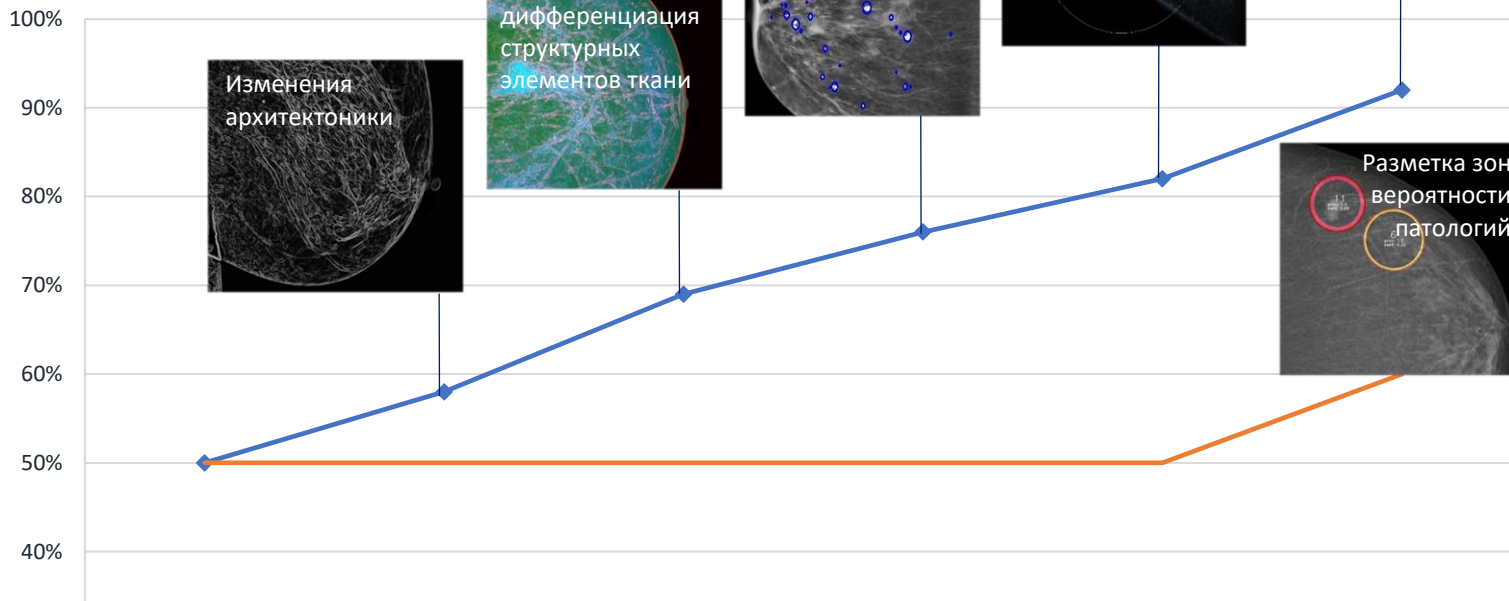 100%
90%
80%
70%
60%
50%
40%
Изменения
архитектоники
дифференциация
структурных
элементов ткани
Разметка зон
вероятности
патологий